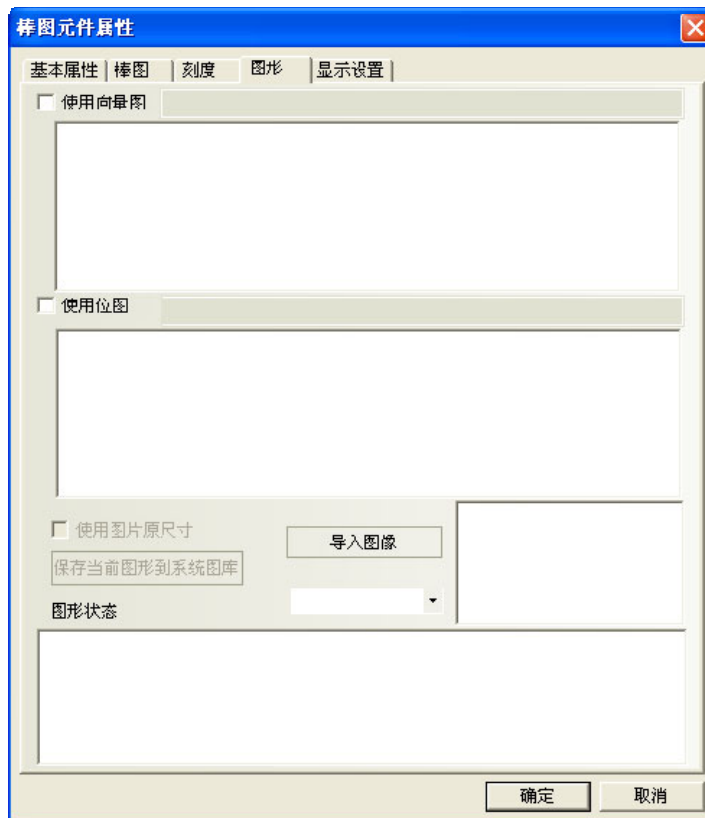 棒图元件属性
基本属性 棒图 刻度 图形 显示设置
使用向量图
使用位图
使用图片原尺寸
导入图像
保存当前图形到系统图库
图形状态
确定 取消